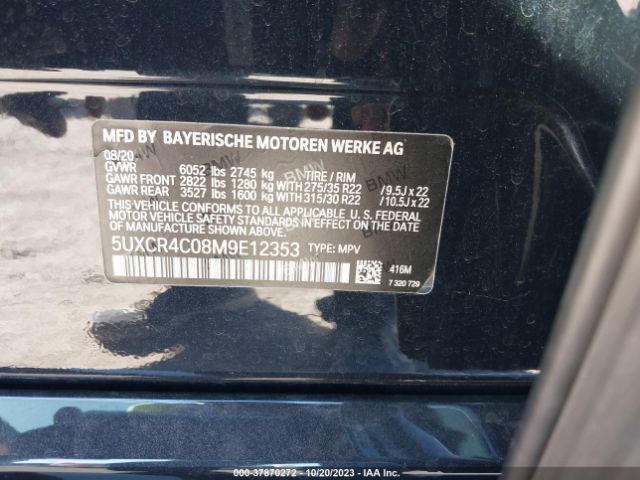 MFD BY BAYERISCHE MOTOREN WERKE AG
08/20
GVWR 6052 lbs 2745 kg TIRE / RIM
GAWR FRONT 2822 lbs 1280 kg WITH 275/35 R22 /9.5J x 22
GAWR REAR 3527 lbs 1600 kg WITH 315/30 R22 /10.5J x 22
THIS VEHICLE CONFORMS TO ALL APPLICABLE U. S. FEDERAL
MOTOR VEHICLE SAFETY STANDARDS IN EFFECT ON THE
DATE OF MANUFACTURE SHOWN ABOVE.
5UXCR4C08M9E12353 TYPE: MPV
416M
7 320 729
000-37870272 - 10/20/2023 - IAA Inc.